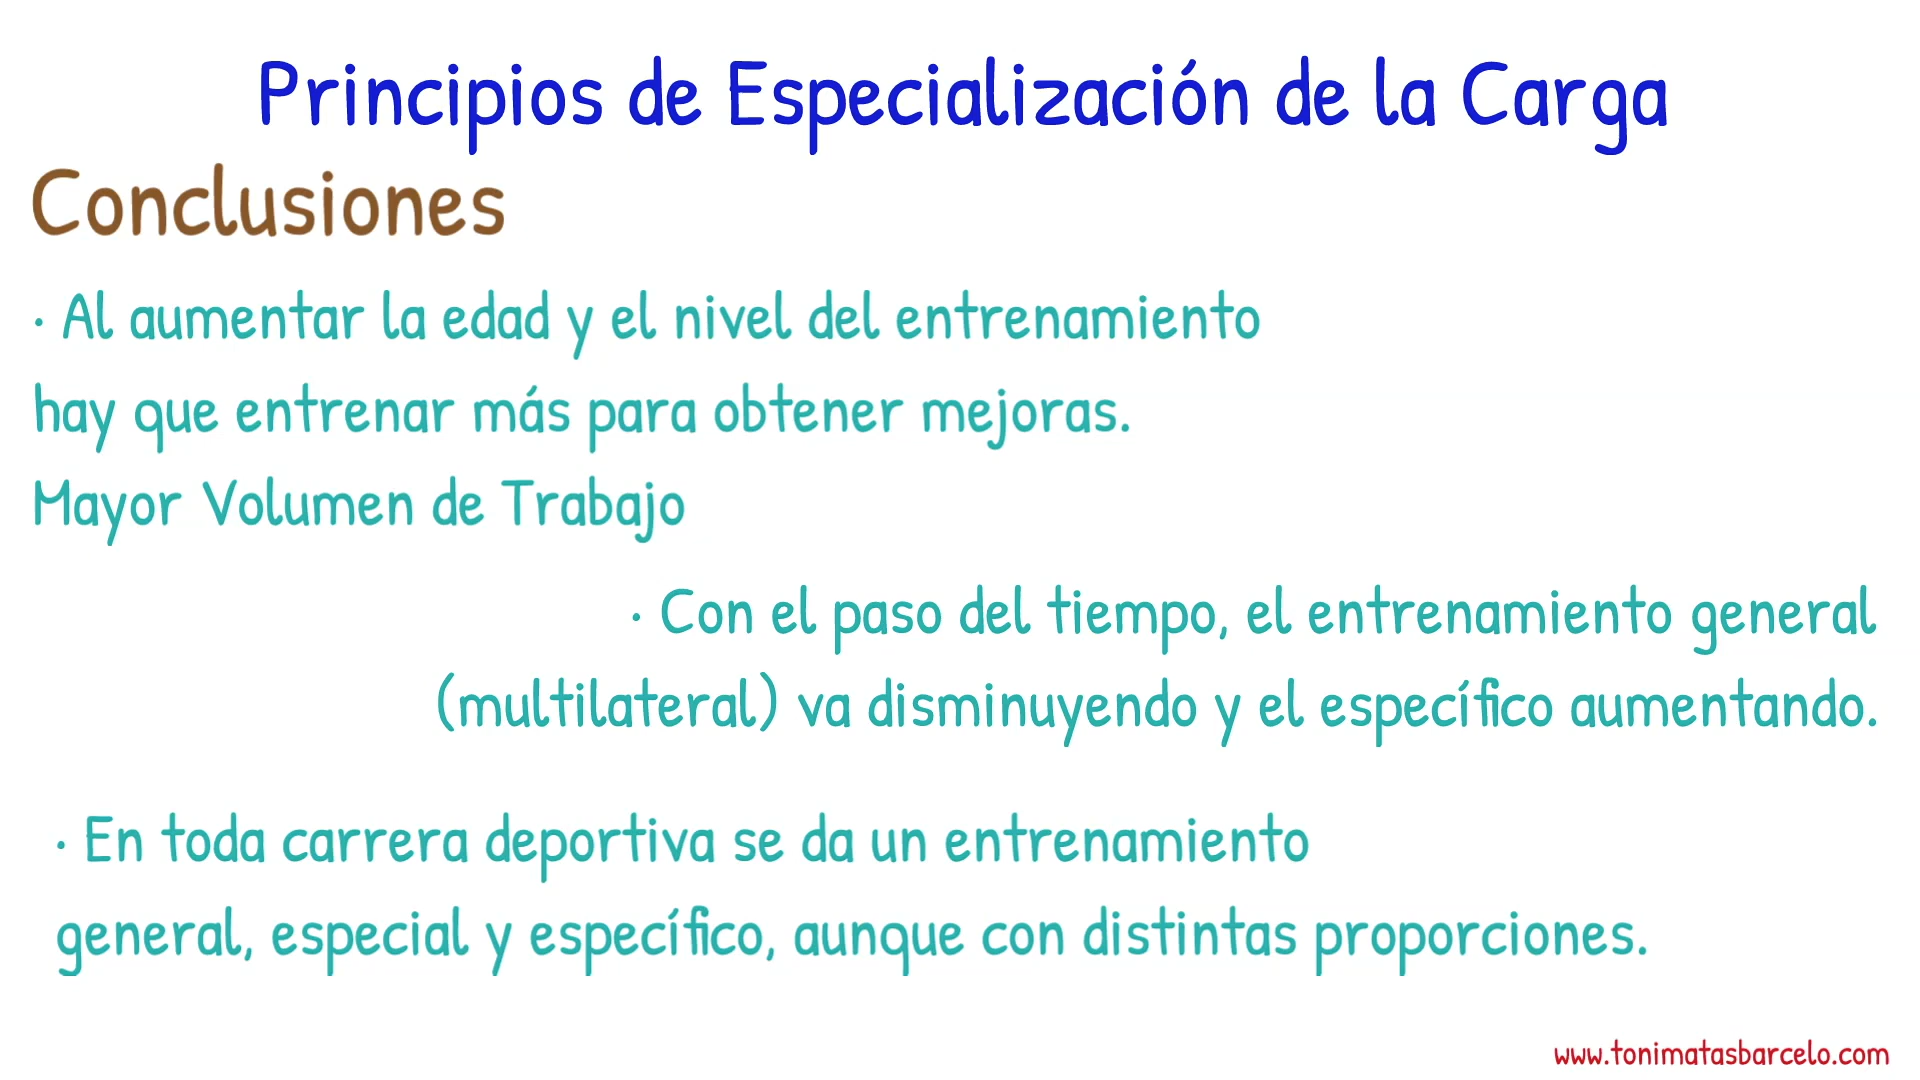 Principios de Especialización de la Carga
Conclusiones
· Al aumentar la edad y el nivel del entrenamiento
hay que entrenar más para obtener mejoras.
Mayor Volumen de Trabajo
· Con el paso del tiempo, el entrenamiento general
(multilateral) va disminuyendo y el específico aumentando.
· En toda carrera deportiva se da un entrenamiento
general, especial y específico, aunque con distintas proporciones.
www.tonimatasbarcelo.com